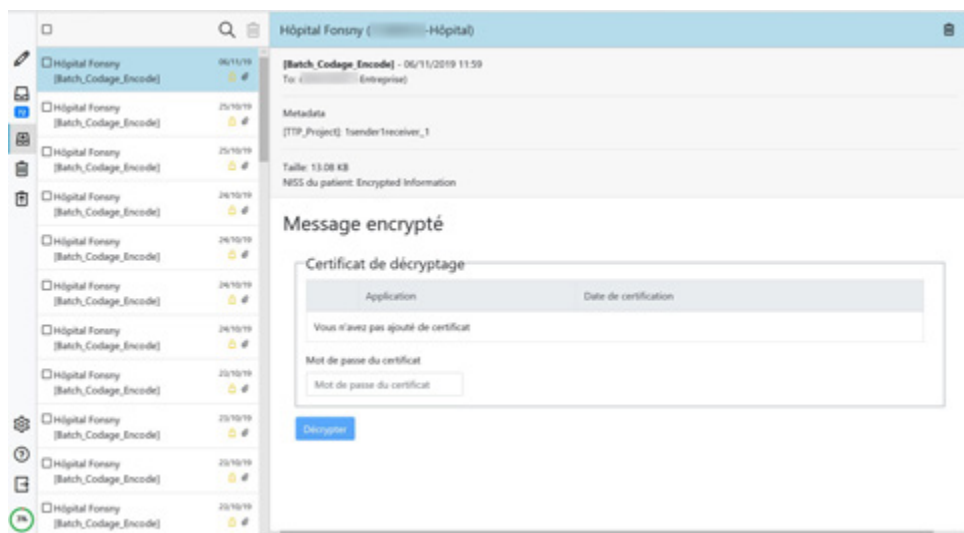 Hôpital Fonsny ( -Hôpital)
72
Hôpital Fonsny 06/11/19
[Batch_Codage_Encode]
Hôpital Fonsny 25/10/19
[Batch_Codage_Encode]
Hôpital Fonsny 25/10/19
[Batch_Codage_Encode]
Hôpital Fonsny 24/10/19
[Batch_Codage_Encode]
Hôpital Fonsny 24/10/19
[Batch_Codage_Encode]
Hôpital Fonsny 24/10/19
[Batch_Codage_Encode]
Hôpital Fonsny 24/10/19
[Batch_Codage_Encode]
Hôpital Fonsny 23/10/19
[Batch_Codage_Encode]
Hôpital Fonsny 23/10/19
[Batch_Codage_Encode]
Hôpital Fonsny 23/10/19
[Batch_Codage_Encode]
Hôpital Fonsny 23/10/19
[Batch_Codage_Encode]
3%
[Batch_Codage_Encode] - 06/11/2019 11:59
To: ( Entreprise)
Metadata
[TTP_Project]: 1sender1receiver_1
Taille: 13.08 KB
NISS du patient: Encrypted Information
Message encrypté
Certificat de décryptage
Application Date de certification
Vous n'avez pas ajouté de certificat
Mot de passe du certificat
Mot de passe du certificat
Décrypter